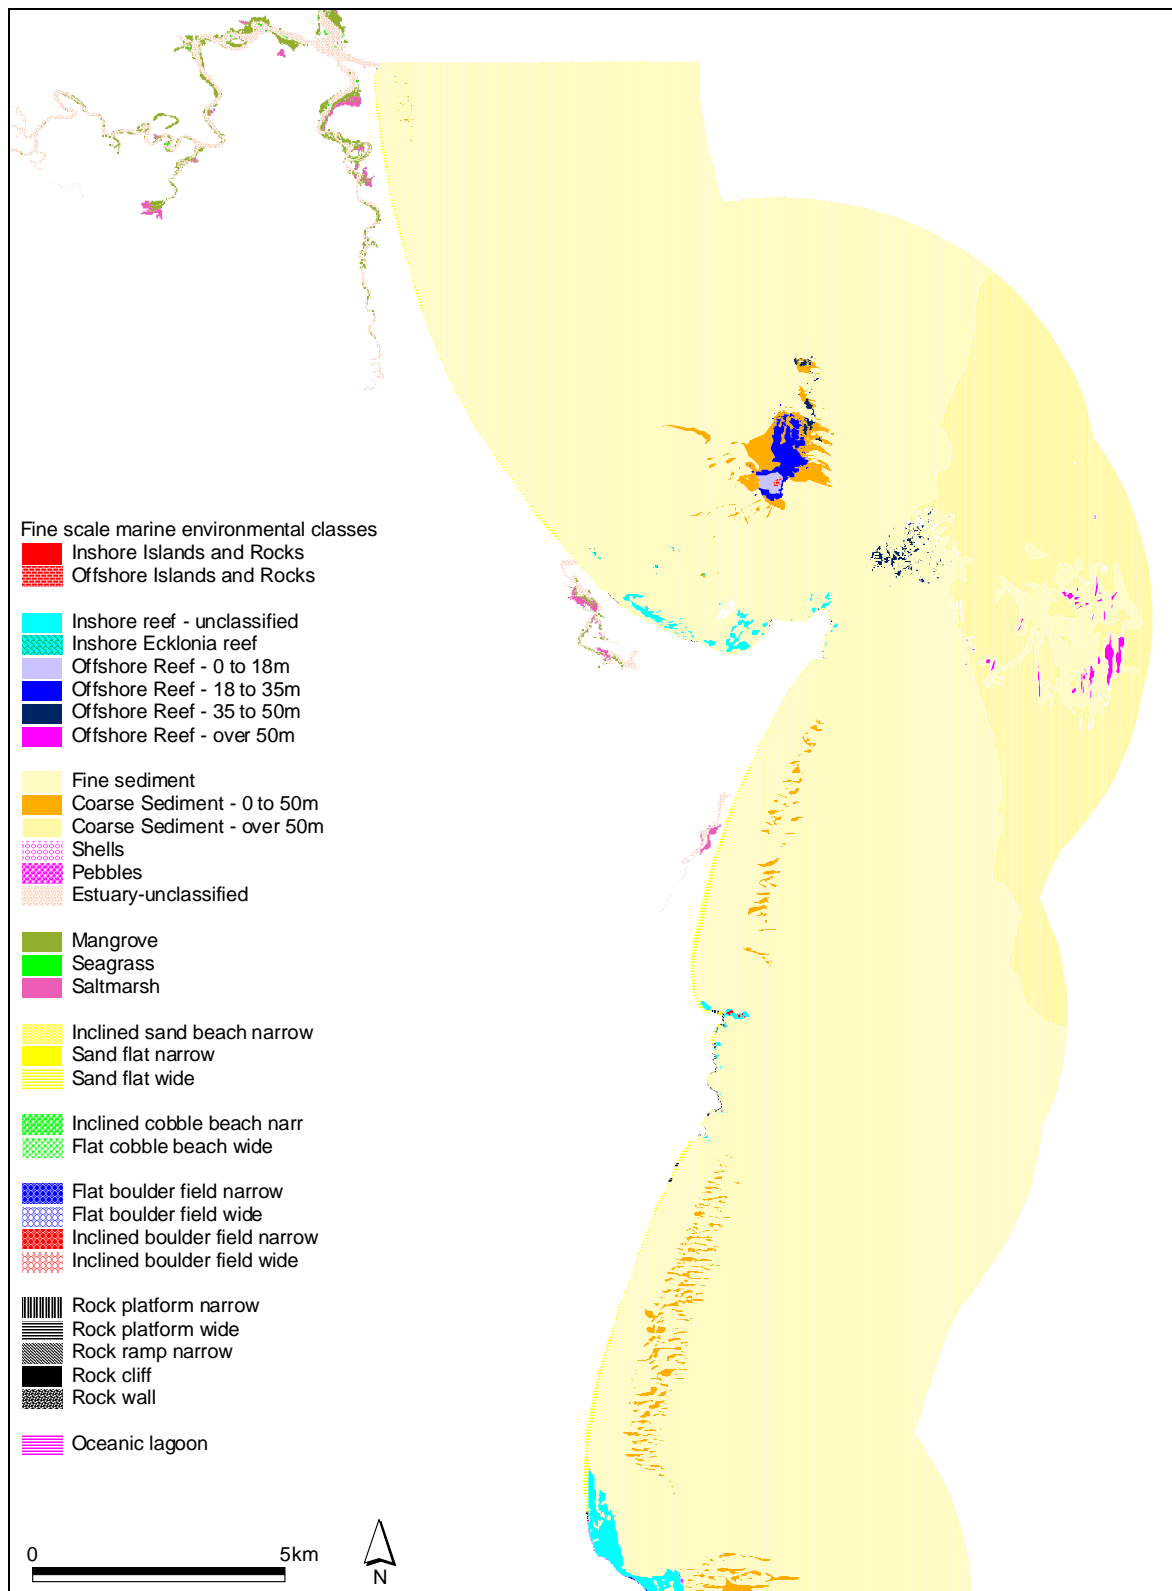 Fine scale marine environmental classes
Inshore Islands and Rocks
Offshore Islands and Rocks
Inshore reef - unclassified
Inshore Ecklonia reef
Offshore Reef - 0 to 18m
Offshore Reef - 18 to 35m
Offshore Reef - 35 to 50m
Offshore Reef - over 50m
Fine sediment
Coarse Sediment - 0 to 50m
Coarse Sediment - over 50m
Shells
Pebbles
Estuary-unclassified
Mangrove
Seagrass
Saltmarsh
Inclined sand beach narrow
Sand flat narrow
Sand flat wide
Inclined cobble beach narr
Flat cobble beach wide
Flat boulder field narrow
Flat boulder field wide
Inclined boulder field narrow
Inclined boulder field wide
Rock platform narrow
Rock platform wide
Rock ramp narrow
Rock cliff
Rock wall
Oceanic lagoon
0 5km
N